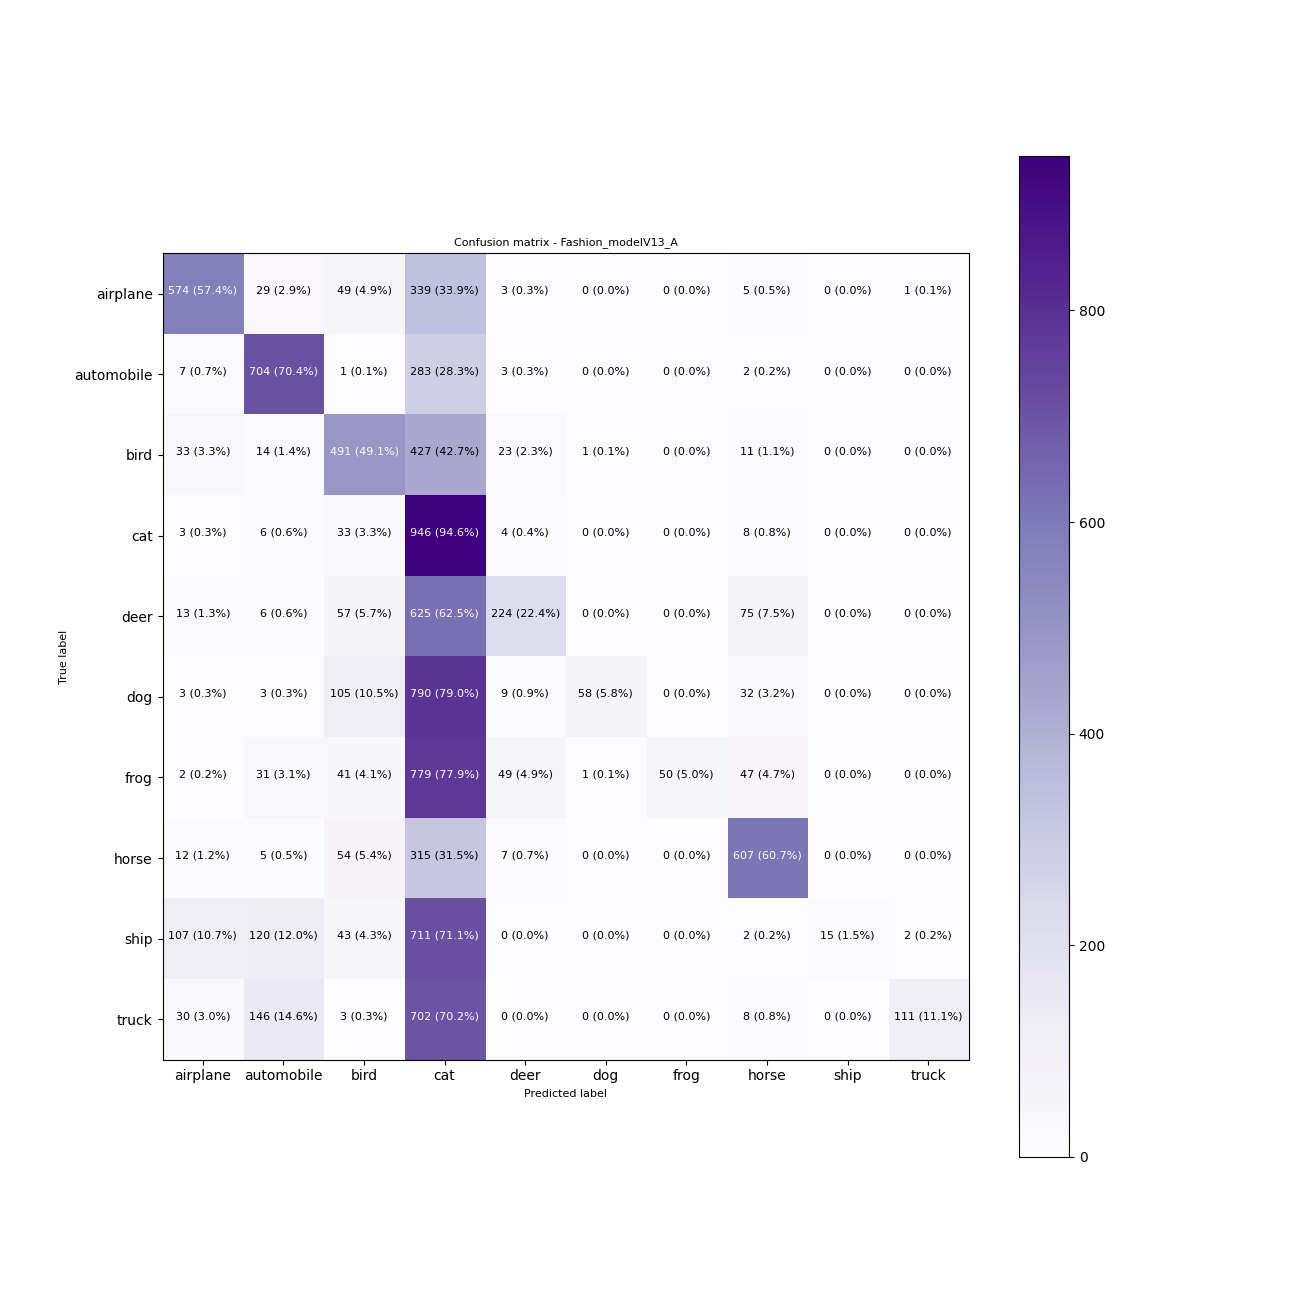 Confusion matrix - Fashion_modelV13_A
airplane 574 (57.4%) 29 (2.9%) 49 (4.9%) 339 (33.9%) 3 (0.3%) 0 (0.0%) 0 (0.0%) 5 (0.5%) 0 (0.0%) 1 (0.1%)
automobile 7 (0.7%) 704 (70.4%) 1 (0.1%) 283 (28.3%) 3 (0.3%) 0 (0.0%) 0 (0.0%) 2 (0.2%) 0 (0.0%) 0 (0.0%)
bird 33 (3.3%) 14 (1.4%) 491 (49.1%) 427 (42.7%) 23 (2.3%) 1 (0.1%) 0 (0.0%) 11 (1.1%) 0 (0.0%) 0 (0.0%)
cat 3 (0.3%) 6 (0.6%) 33 (3.3%) 946 (94.6%) 4 (0.4%) 0 (0.0%) 0 (0.0%) 8 (0.8%) 0 (0.0%) 0 (0.0%)
deer 13 (1.3%) 6 (0.6%) 57 (5.7%) 625 (62.5%) 224 (22.4%) 0 (0.0%) 0 (0.0%) 75 (7.5%) 0 (0.0%) 0 (0.0%)
dog 3 (0.3%) 3 (0.3%) 105 (10.5%) 790 (79.0%) 9 (0.9%) 58 (5.8%) 0 (0.0%) 32 (3.2%) 0 (0.0%) 0 (0.0%)
frog 2 (0.2%) 31 (3.1%) 41 (4.1%) 779 (77.9%) 49 (4.9%) 1 (0.1%) 50 (5.0%) 47 (4.7%) 0 (0.0%) 0 (0.0%)
horse 12 (1.2%) 5 (0.5%) 54 (5.4%) 315 (31.5%) 7 (0.7%) 0 (0.0%) 0 (0.0%) 607 (60.7%) 0 (0.0%) 0 (0.0%)
ship 107 (10.7%) 120 (12.0%) 43 (4.3%) 711 (71.1%) 0 (0.0%) 0 (0.0%) 0 (0.0%) 2 (0.2%) 15 (1.5%) 2 (0.2%)
truck 30 (3.0%) 146 (14.6%) 3 (0.3%) 702 (70.2%) 0 (0.0%) 0 (0.0%) 0 (0.0%) 8 (0.8%) 0 (0.0%) 111 (11.1%)
airplane automobile bird cat deer dog frog horse ship truck
Predicted label
True label
800
600
400
200
0